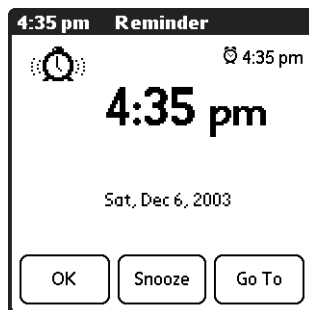 4:35 pm Reminder
4:35 pm
4:35 pm
Sat, Dec 6, 2003
OK Snooze Go To